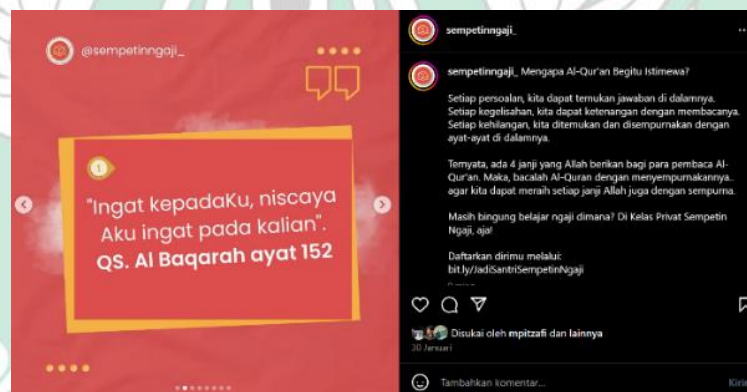 @sempetinngaji_
1
"Ingat kepadaKu, niscaya
Aku ingat pada kalian".
QS. Al Baqarah ayat 152
sempetinngaji_
sempetinngaji_ Mengapa Al-Qur'an Begitu Istimewa?
Setiap persoalan, kita dapat temukan jawaban di dalamnya.
Setiap kegelisahan, kita dapat ketenangan dengan membacanya.
Setiap kehilangan, kita ditemukan dan disempurnakan dengan
ayat-ayat di dalamnya.
Ternyata, ada 4 janji yang Allah berikan bagi para pembaca Al-
Qur'an. Maka, bacalah Al-Quran dengan menyempurnakannya..
agar kita dapat meraih setiap janji Allah juga dengan sempurna.
Masih bingung belajar ngaji dimana? Di Kelas Privat Sempetin
Ngaji, aja!
Daftarkan dirimu melalui:
bit.ly/JadiSantriSempetinNgaji
Disukai oleh mpitzafi dan lainnya
30 Januari
Tambahkan komentar...